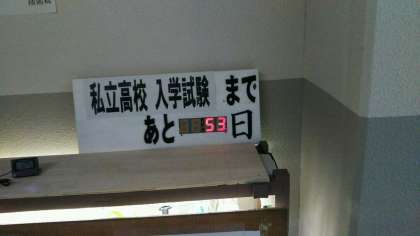 私立高校 入学試験 まで
あと 53 日